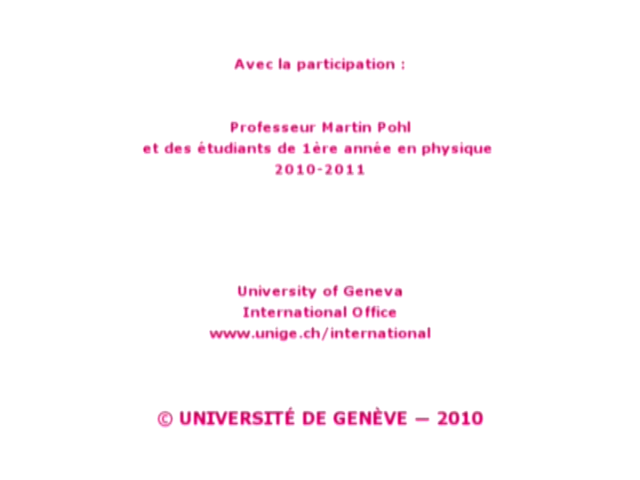 Avec la participation :
Professeur Martin Pohl
et des étudiants de 1ère année en physique
2010-2011
University of Geneva
International Office
www.unige.ch/international
© UNIVERSITÉ DE GENÈVE — 2010